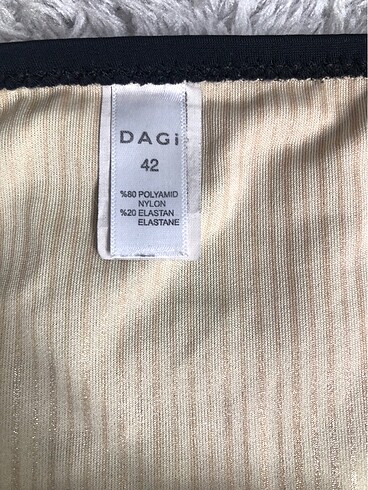 DAGi
42
%80 POLYAMID
NYLON
%20 ELASTAN
ELASTANE